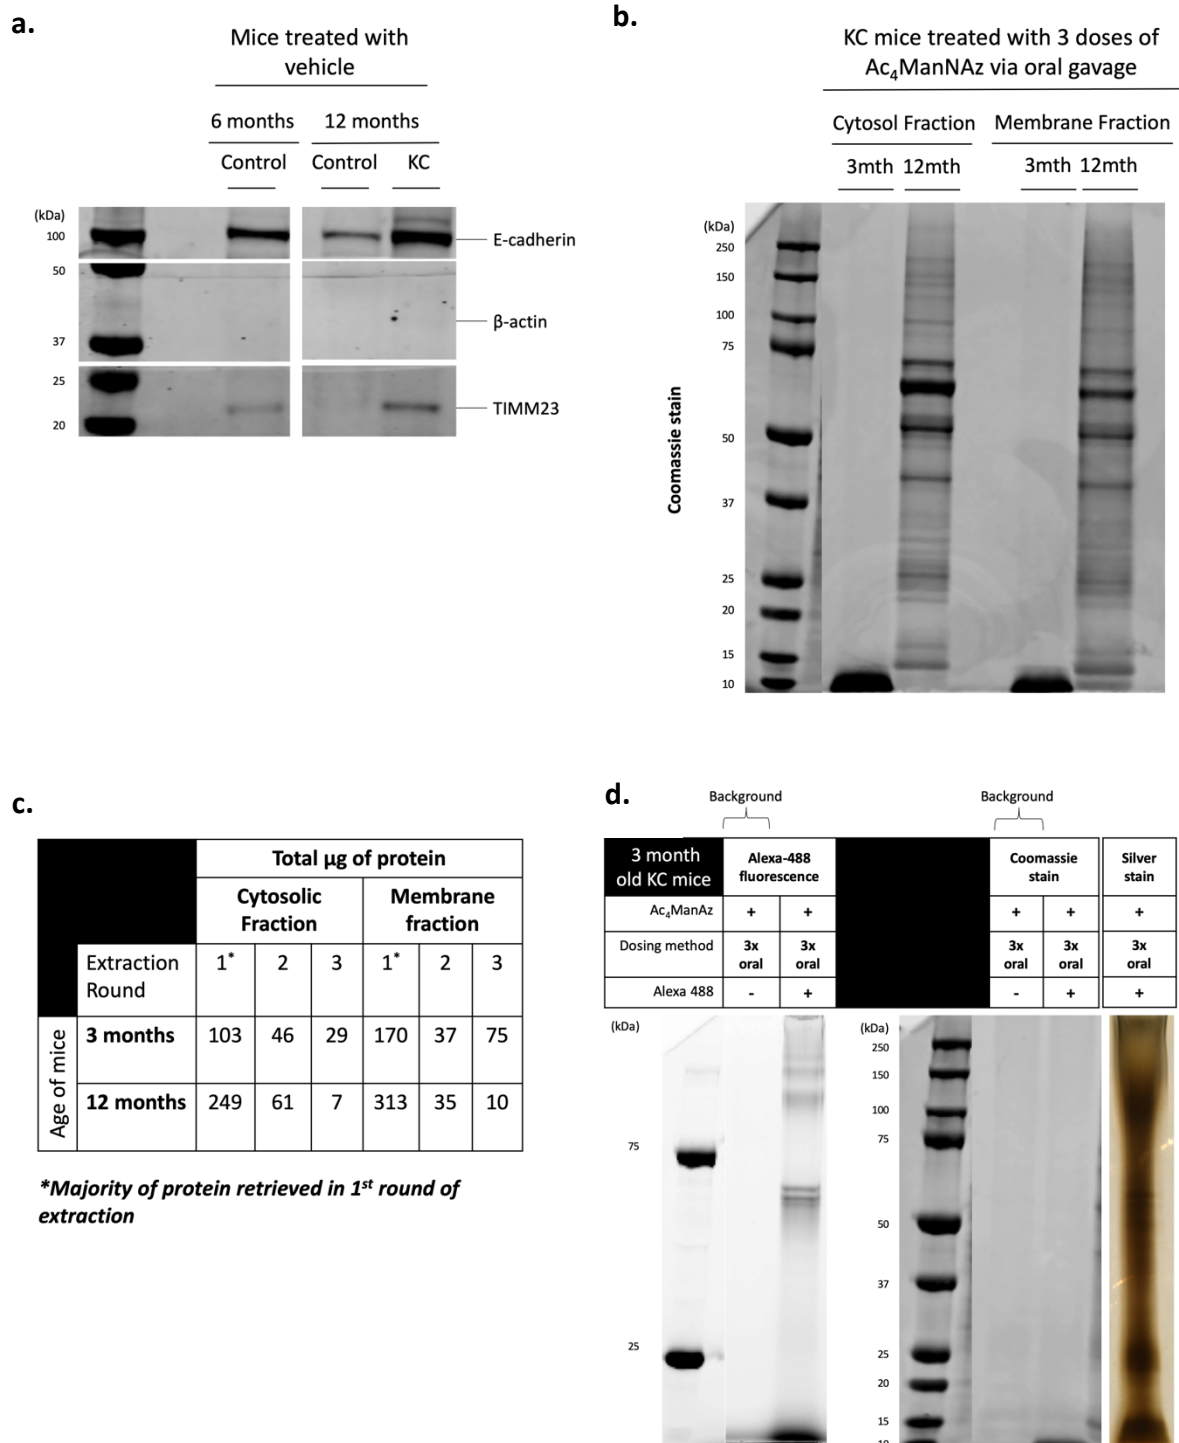 a.
Mice treated with
vehicle
6 months
12 months
Control
Control
KC
(kDa)
100
50
37
25
20
E-cadherin
β-actin
TIMM23
b.
KC mice treated with 3 doses of
Ac₄ManNAz via oral gavage
Cytosol Fraction
Membrane Fraction
3mth
12mth
3mth
12mth
Coomassie stain
(kDa)
250
150
100
75
50
37
25
20
15
10
c.
Total µg of protein
Cytosolic
Fraction
Membrane
fraction
Extraction
Round
1* 2 3 1* 2 3
Age of mice
3 months 103 46 29 170 37 75
12 months 249 61 7 313 35 10
*Majority of protein retrieved in 1st round of
extraction
d.
Background
Background
3 month
old KC mice
Alexa-488
fluorescence
Coomassie
stain
Silver
stain
Ac₄ManAz + + + + +
Dosing method
3x
oral
3x
oral
3x
oral
3x
oral
3x
oral
Alexa 488 - + - + +
(kDa)
75
25
(kDa)
250
150
100
75
50
37
25
20
15
10